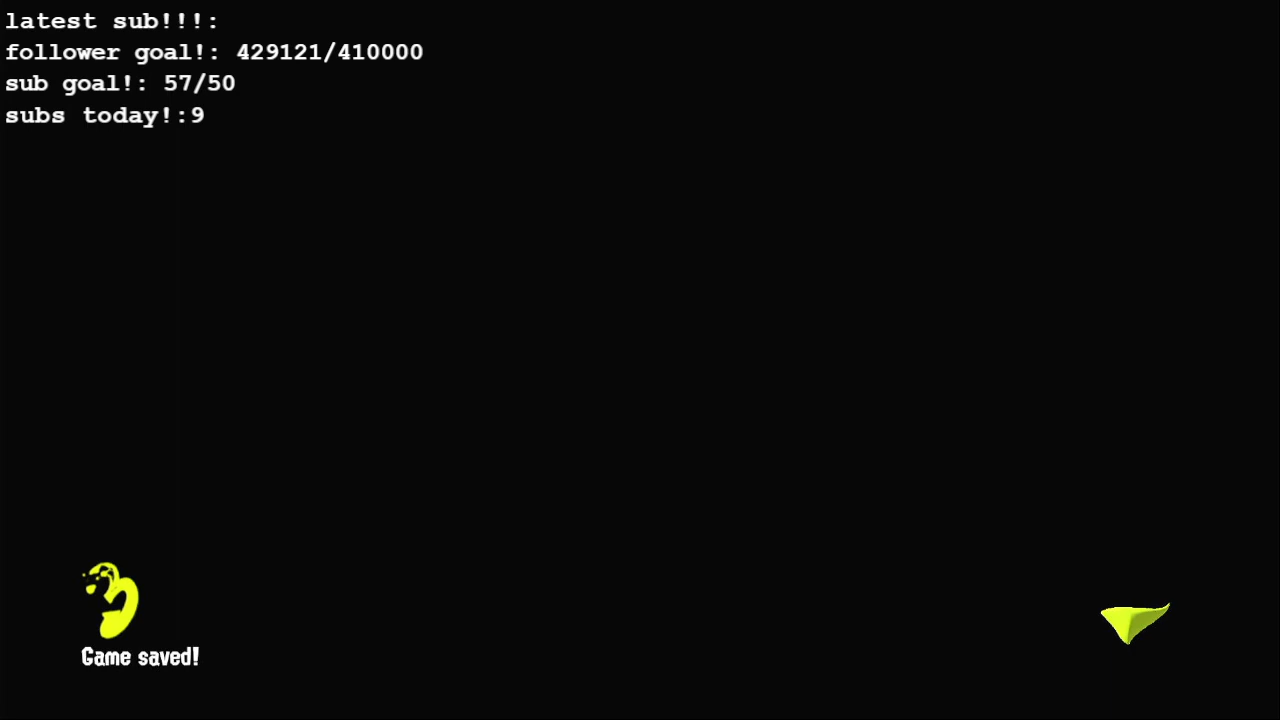 latest sub!!!:
follower goal!: 429121/410000
sub goal!: 57/50
subs today!:9
Game saved!